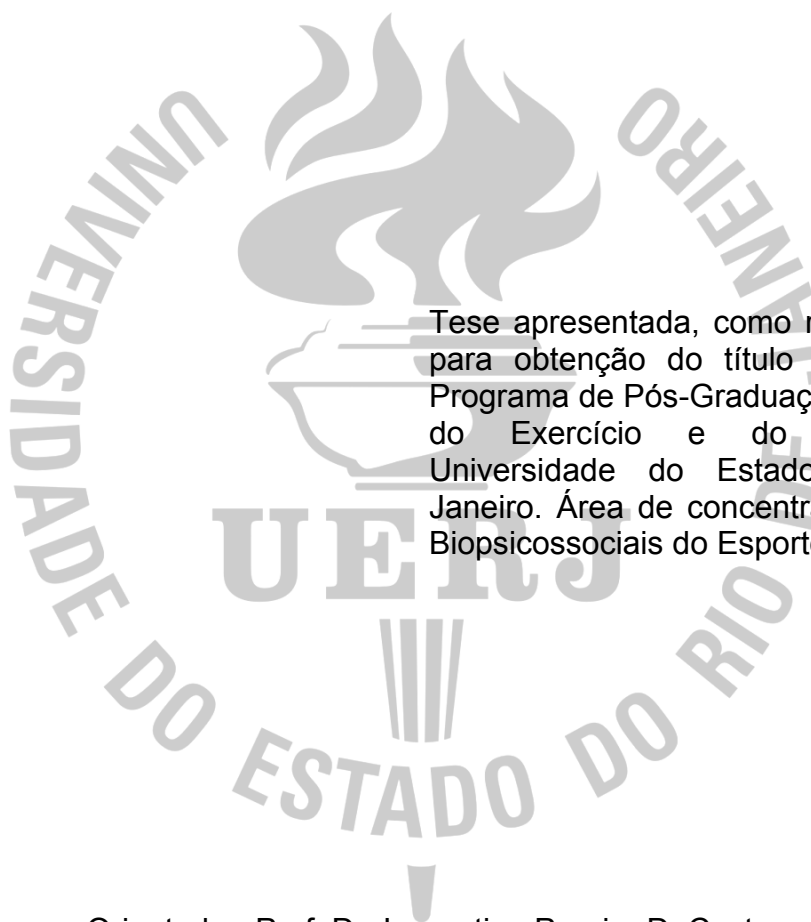 UNIVERSIDADE DO ESTADO DO RIO DE JANEIRO
UERJ
Tese apresentada, como
para obtenção do título
Programa de Pós-Graduaç
do Exercício e do
Universidade do Estado
Janeiro. Área de concentr
Biopsicossociais do Esport